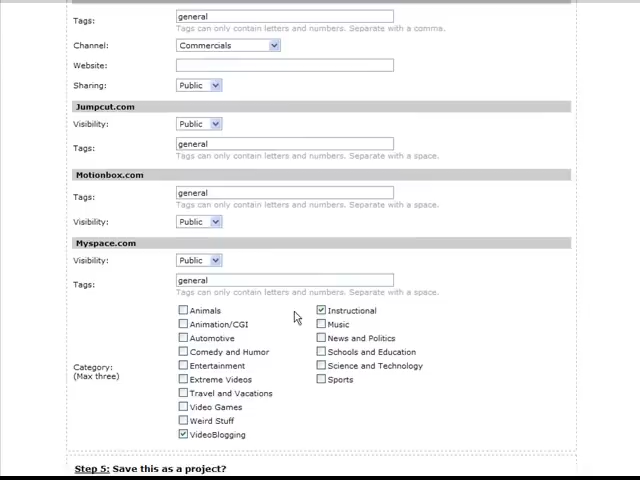 Tags: general
Tags can only contain letters and numbers. Separate with a comma.
Channel: Commercials
Website:
Sharing: Public
Jumpcut.com
Visibility: Public
Tags: general
Tags can only contain letters and numbers. Separate with a space.
Motionbox.com
Tags: general
Tags can only contain letters and numbers. Separate with a space.
Visibility: Public
Myspace.com
Visibility: Public
Tags: general
Tags can only contain letters and numbers. Separate with a space.
Category:
(Max three)
Animals
Animation/CGI
Automotive
Comedy and Humor
Entertainment
Extreme Videos
Travel and Vacations
Video Games
Weird Stuff
VideoBlogging
Instructional
Music
News and Politics
Schools and Education
Science and Technology
Sports
Step 5: Save this as a project?